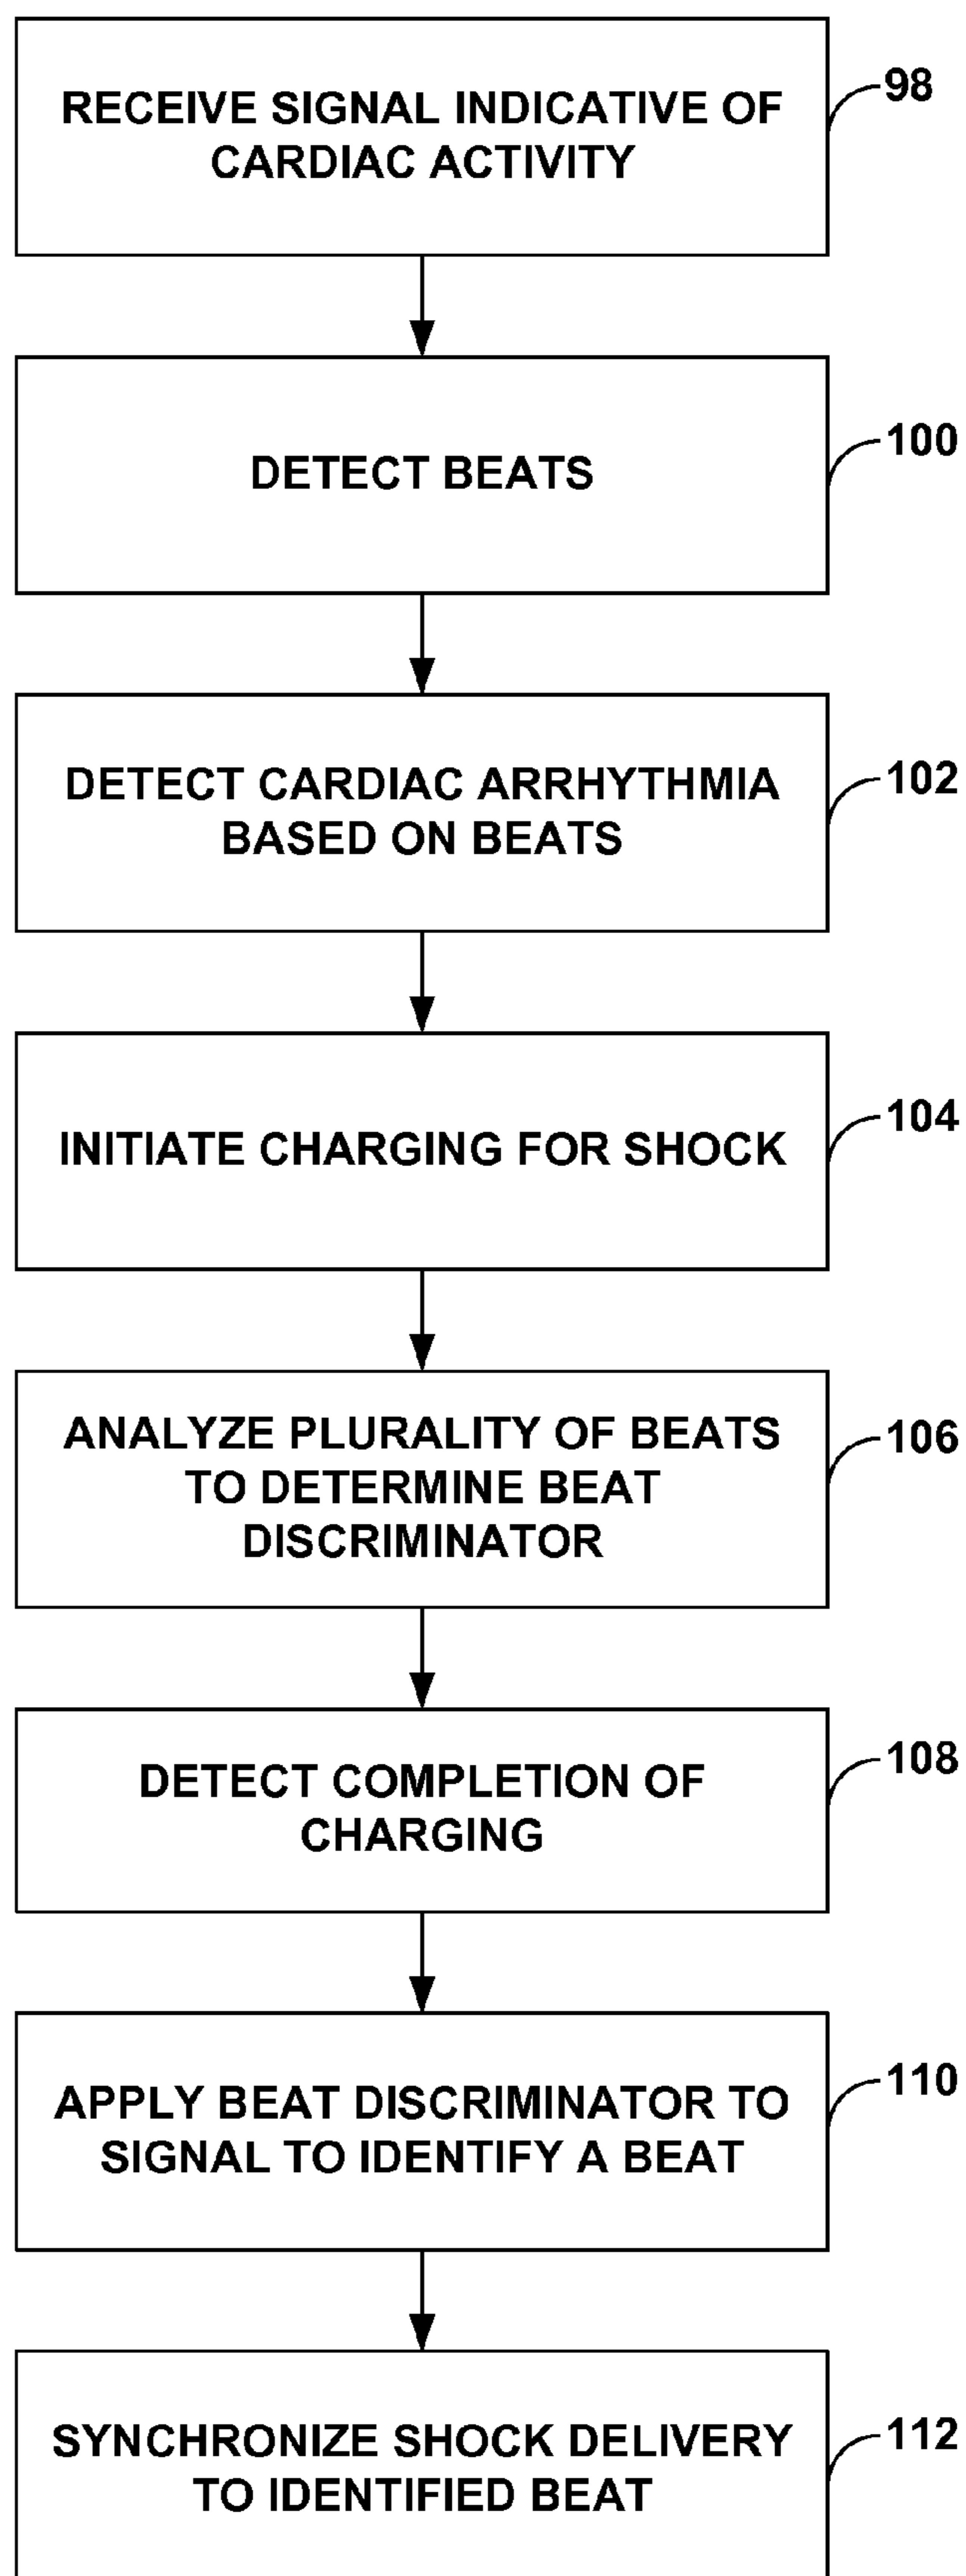 RECEIVE SIGNAL INDICATIVE OF
CARDIAC ACTIVITY
98
DETECT BEATS
100
DETECT CARDIAC ARRHYTHMIA
BASED ON BEATS
102
INITIATE CHARGING FOR SHOCK
104
ANALYZE PLURALITY OF BEATS
TO DETERMINE BEAT
DISCRIMINATOR
106
DETECT COMPLETION OF
CHARGING
108
APPLY BEAT DISCRIMINATOR TO
SIGNAL TO IDENTIFY A BEAT
110
SYNCHRONIZE SHOCK DELIVERY
TO IDENTIFIED BEAT
112